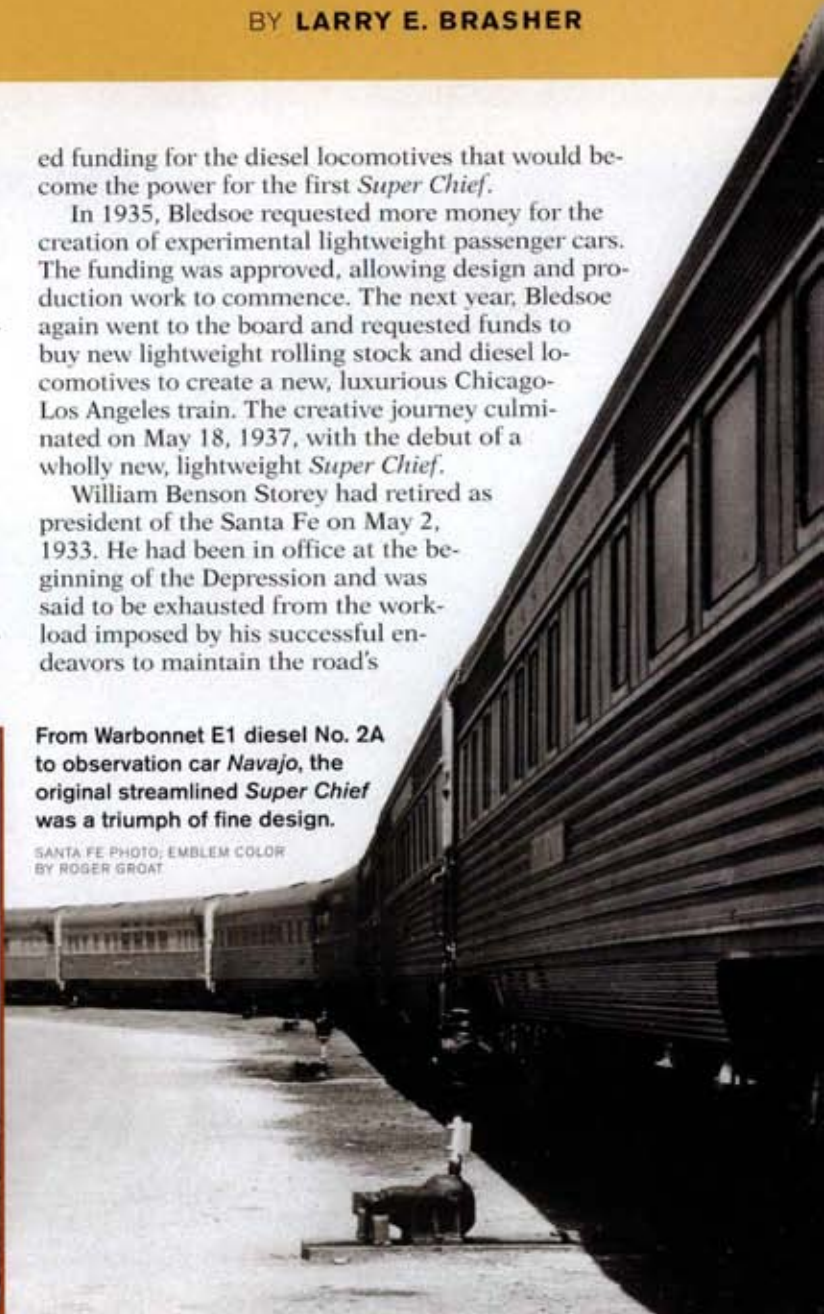 BY LARRY E. BRASHER
ed funding for the diesel locomotives that would be-
come the power for the first Super Chief.
In 1935, Bledsoe requested more money for the
creation of experimental lightweight passenger cars.
The funding was approved, allowing design and pro-
duction work to commence. The next year, Bledsoe
again went to the board and requested funds to
buy new lightweight rolling stock and diesel lo-
comotives to create a new, luxurious Chicago-
Los Angeles train. The creative journey culmi-
nated on May 18, 1937, with the debut of a
wholly new, lightweight Super Chief.
William Benson Storey had retired as
president of the Santa Fe on May 2,
1933. He had been in office at the be-
ginning of the Depression and was
said to be exhausted from the work-
load imposed by his successful en-
deavors to maintain the road's
From Warbonnet E1 diesel No. 2A
to observation car Navajo, the
original streamlined Super Chief
was a triumph of fine design.
SANTA FE PHOTO; EMBLEM COLOR
BY ROGER GROAT